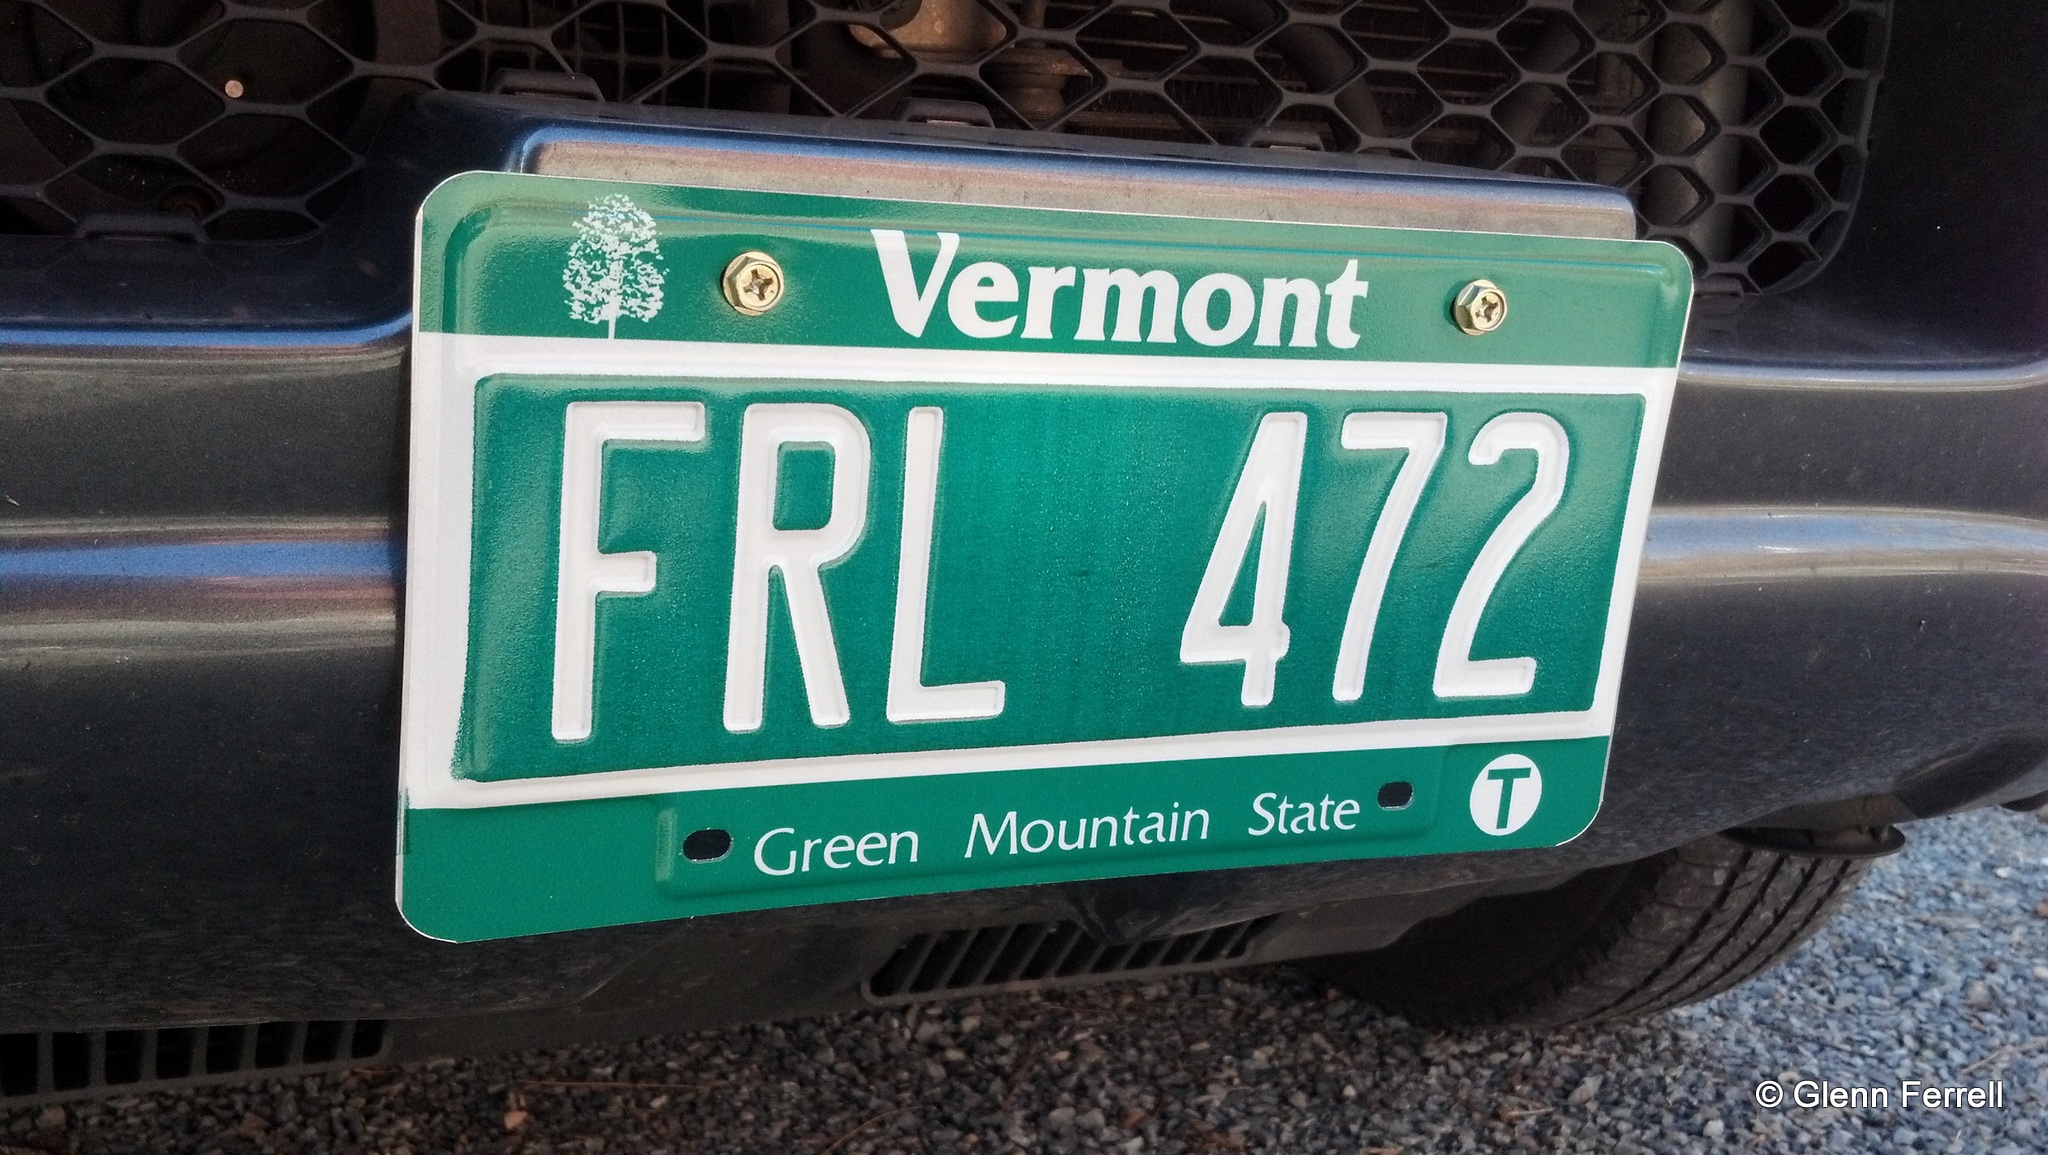 Vermont
FRL 472
Green Mountain State
T
© Glenn Ferrell